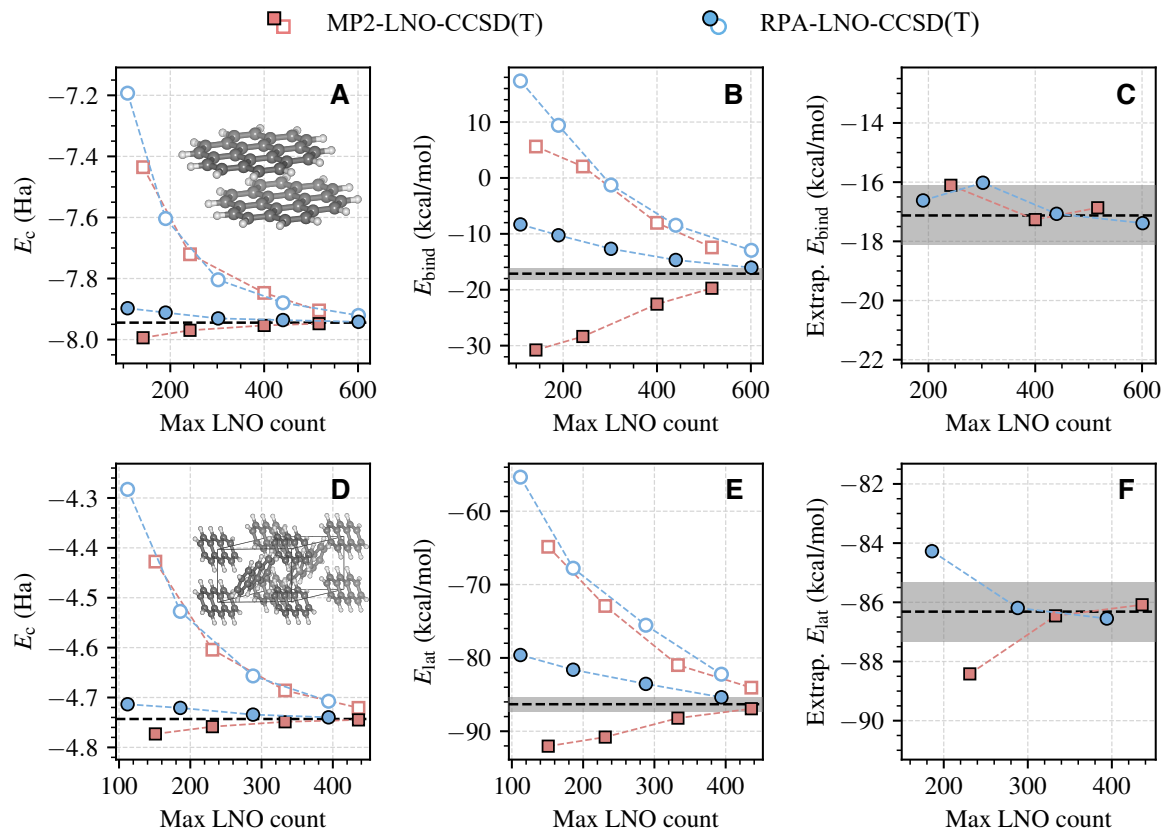 MP2-LNO-CCSD(T) RPA-LNO-CCSD(T)
A
E_c (Ha)
−7.2
−7.4
−7.6
−7.8
−8.0
200 400 600
Max LNO count
B
E_bind (kcal/mol)
10
0
−10
−20
−30
200 400 600
Max LNO count
C
Extrap. E_bind (kcal/mol)
−14
−16
−18
−20
−22
200 400 600
Max LNO count
D
E_c (Ha)
−4.3
−4.4
−4.5
−4.6
−4.7
−4.8
100 200 300 400
Max LNO count
E
E_lat (kcal/mol)
−60
−70
−80
−90
100 200 300 400
Max LNO count
F
Extrap. E_lat (kcal/mol)
−82
−84
−86
−88
−90
200 300 400
Max LNO count